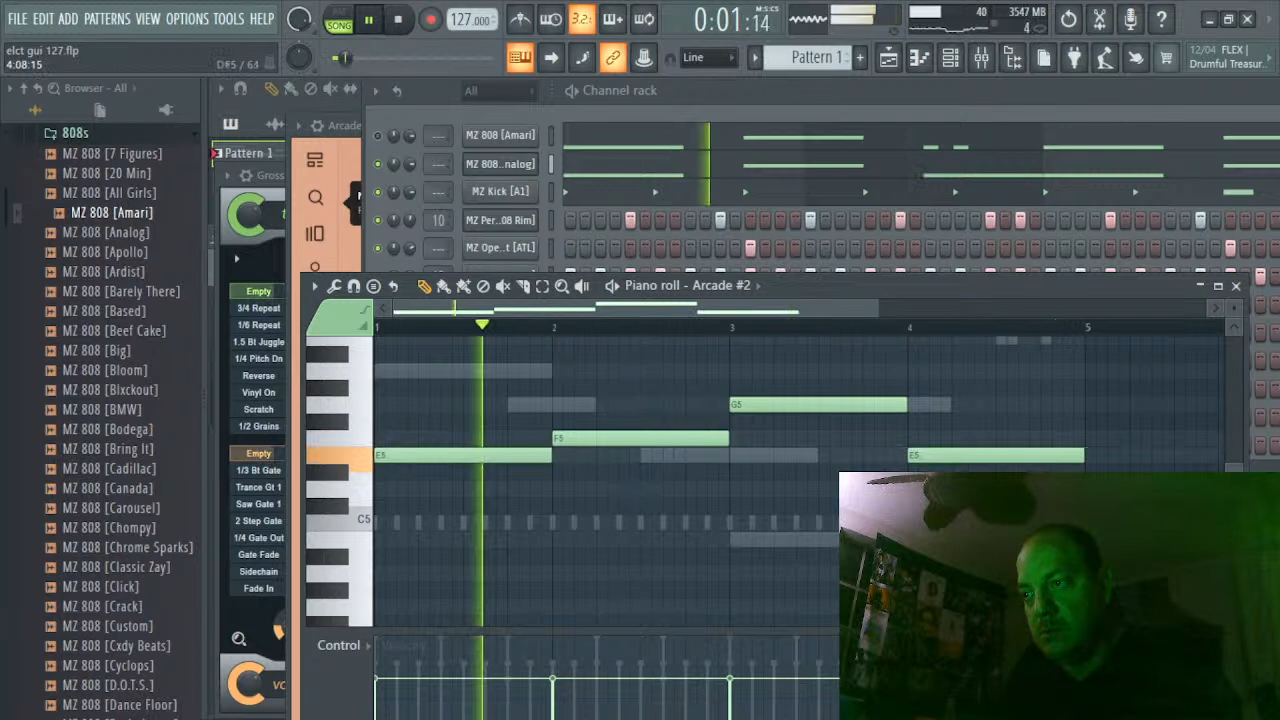 FILE EDIT ADD PATTERNS VIEW OPTIONS TOOLS HELP
elct gui 127.flp
4:08:15
D#5 / 64
SONG
127.000
3.2
0:01:14
M:S:CS
40
3547 MB
4
Line
Pattern 1
12/04 FLEX |
Drumful Treasur..
Browser - All
808s
MZ 808 [7 Figures]
MZ 808 [20 Min]
MZ 808 [All Girls]
MZ 808 [Amari]
MZ 808 [Analog]
MZ 808 [Apollo]
MZ 808 [Ardist]
MZ 808 [Barely There]
MZ 808 [Based]
MZ 808 [Beef Cake]
MZ 808 [Big]
MZ 808 [Bloom]
MZ 808 [Blxckout]
MZ 808 [BMW]
MZ 808 [Bodega]
MZ 808 [Bring It]
MZ 808 [Cadillac]
MZ 808 [Canada]
MZ 808 [Carousel]
MZ 808 [Chompy]
MZ 808 [Chrome Sparks]
MZ 808 [Classic Zay]
MZ 808 [Click]
MZ 808 [Crack]
MZ 808 [Custom]
MZ 808 [Cxdy Beats]
MZ 808 [Cyclops]
MZ 808 [D.O.T.S.]
MZ 808 [Dance Floor]
Pattern 1
Gross
Empty
3/4 Repeat
1/6 Repeat
1.5 Bt Juggle
1/4 Pitch Dn
Reverse
Vinyl On
Scratch
1/2 Grains
Empty
1/3 Bt Gate
Trance Gt 1
Saw Gate 1
2 Step Gate
1/4 Gate Out
Gate Fade
Sidechain
Fade In
Arcade
All
Channel rack
MZ 808 [Amari]
MZ 808..nalog]
MZ Kick [A1]
10
MZ Per..08 Rim]
MZ Ope..t [ATL]
Piano roll - Arcade #2
1 2 3 4 5
G5
F5
E5
E5
C5
Control
Velocity